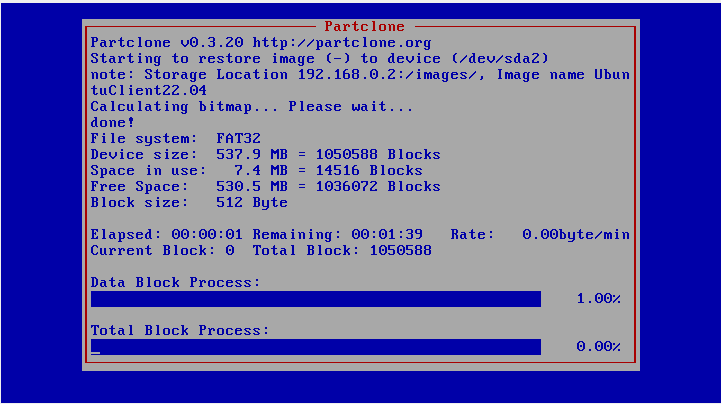 Partclone
Partclone v0.3.20 http://partclone.org
Starting to restore image (-) to device (/dev/sda2)
note: Storage Location 192.168.0.2:/images/, Image name Ubun
tuClient22.04
Calculating bitmap... Please wait...
done!
File system:  FAT32
Device size:  537.9 MB = 1050588 Blocks
Space in use:   7.4 MB = 14516 Blocks
Free Space:   530.5 MB = 1036072 Blocks
Block size:   512 Byte
Elapsed: 00:00:01 Remaining: 00:01:39   Rate:   0.00byte/min
Current Block: 0  Total Block: 1050588
Data Block Process:
1.00%
Total Block Process:
0.00%